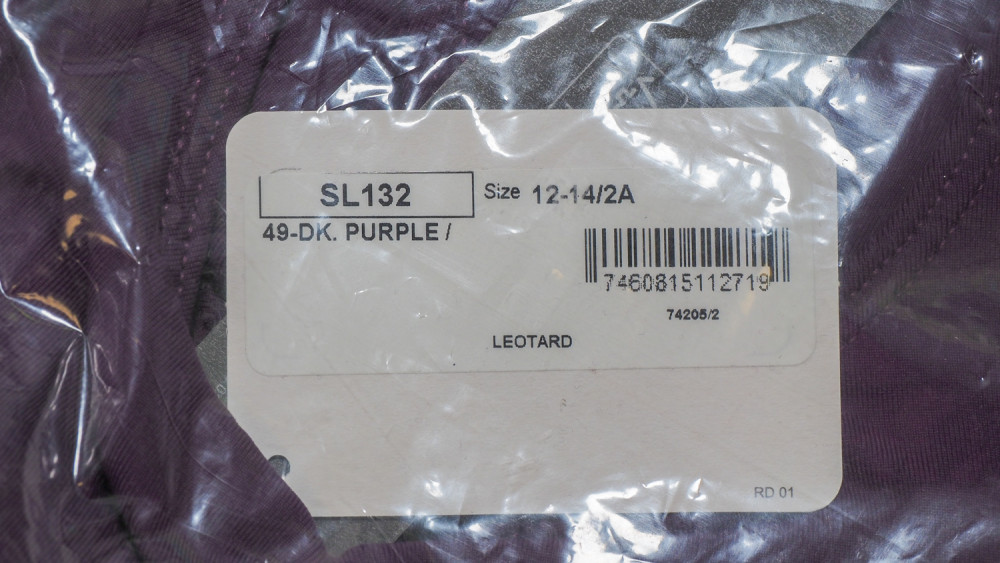 SL132 Size 12-14/2A
49-DK. PURPLE /
7460815112719
74205/2
LEOTARD
RD 01